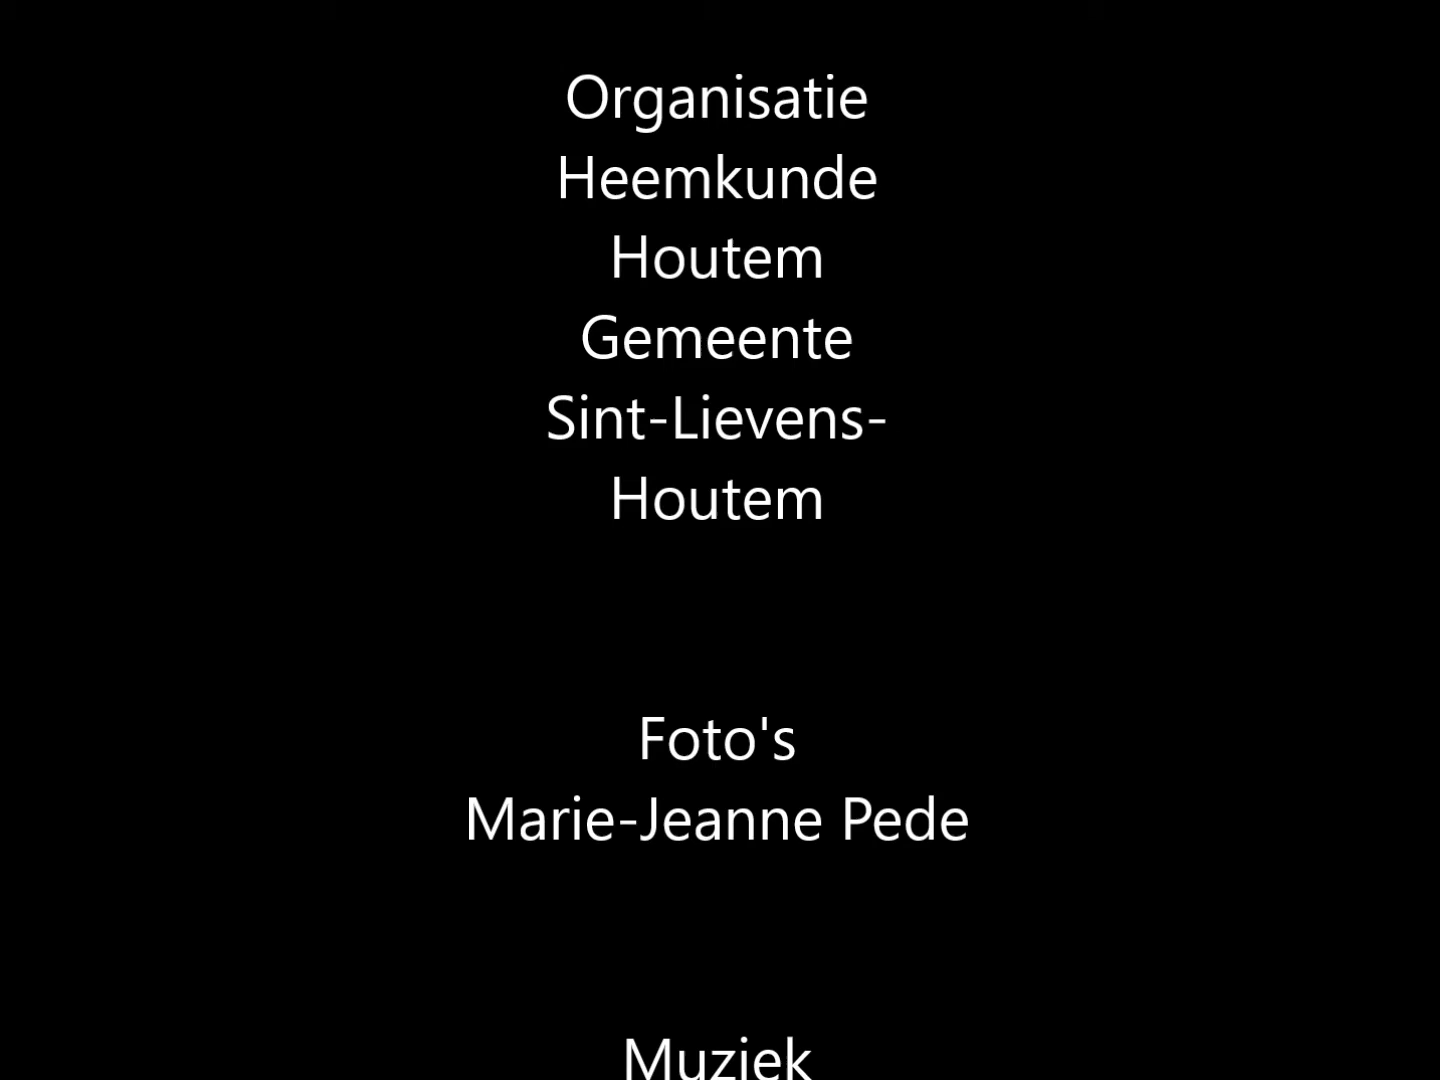 Organisatie
Heemkunde
Houtem
Gemeente
Sint-Lievens-
Houtem
Foto's
Marie-Jeanne Pede
Muziek